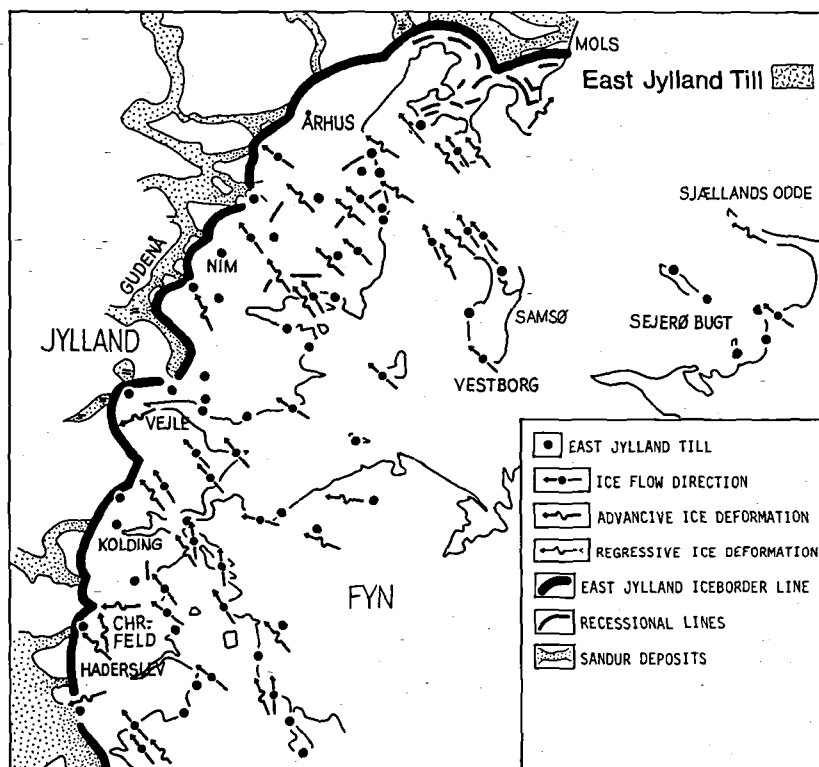 MOLS
East Jylland Till
ÅRHUS
SJÆLLANDS ODDE
GUDENÅ
NIM
SAMSØ
SEJERØ BUGT
JYLLAND
VESTBORG
VEJLE
KOLDING
FYN
CHR-
FELD
HADERSLEV
EAST JYLLAND TILL
ICE FLOW DIRECTION
ADVANCIVE ICE DEFORMATION
REGRESSIVE ICE DEFORMATION
EAST JYLLAND ICEBORDER LINE
RECESSIONAL LINES
SANDUR DEPOSITS